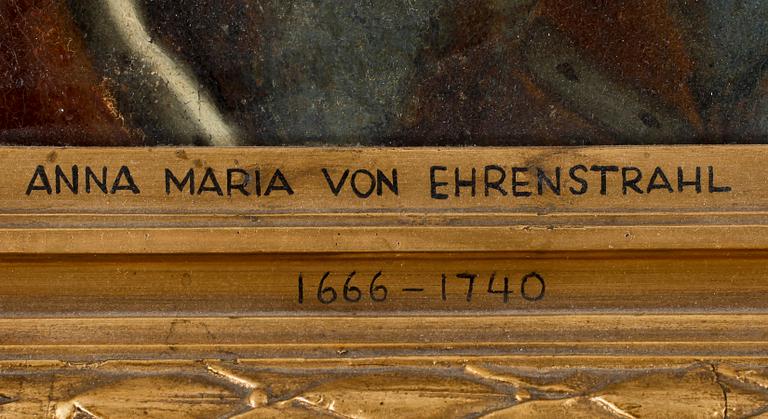 ANNA MARIA VON EHRENSTRAHL
1666 – 1740